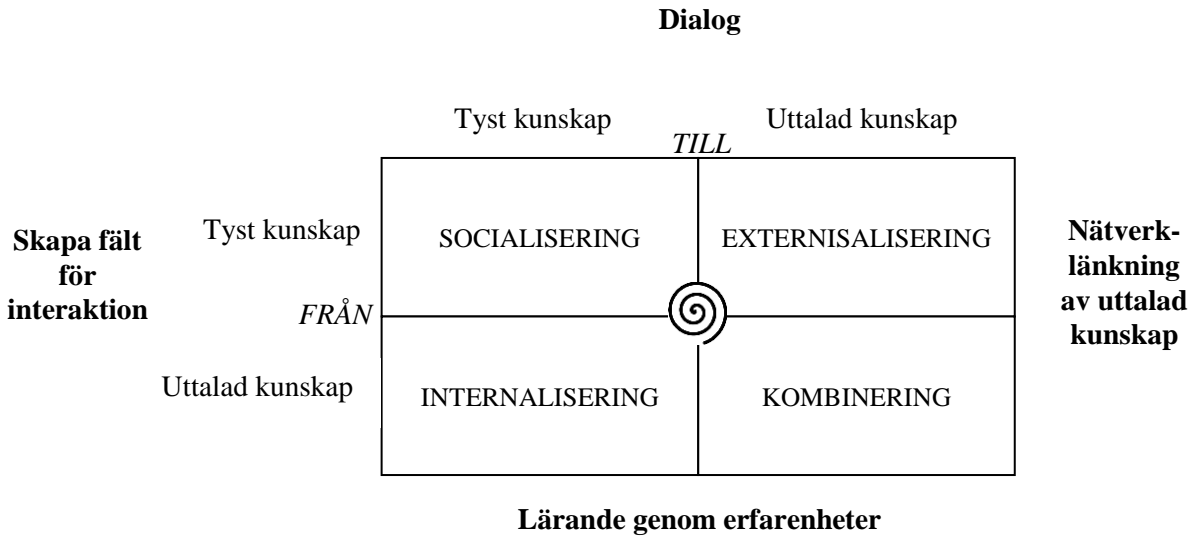 Dialog
Tyst kunskap
Uttalad kunskap
TILL
Skapa fält
för
interaktion
Tyst kunskap
SOCIALISERING
EXTERNISALISERING
Nätverk-
länkning
av uttalad
kunskap
FRÅN
Uttalad kunskap
INTERNALISERING
KOMBINERING
Lärande genom erfarenheter